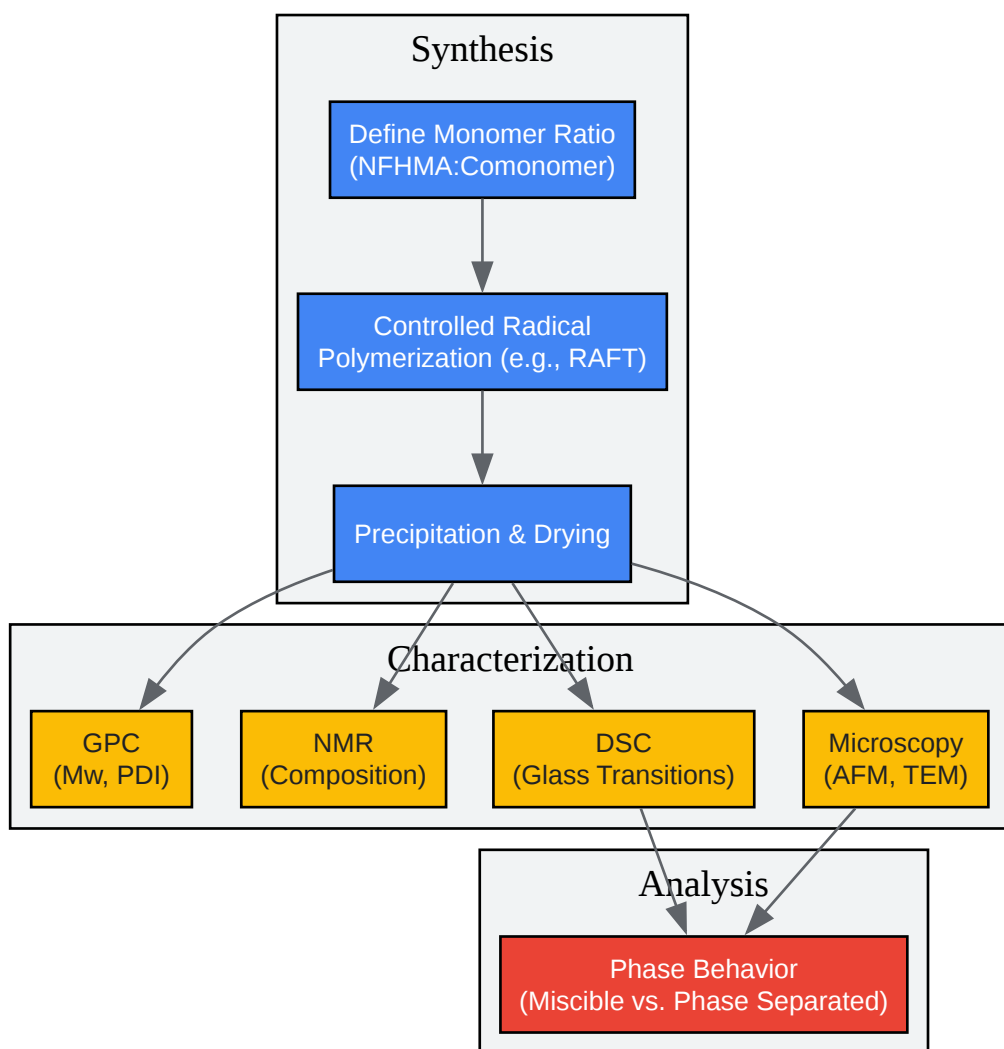 Synthesis
Define Monomer Ratio
(NFHMA:Comonomer)
Controlled Radical
Polymerization (e.g., RAFT)
Precipitation & Drying
Characterization
GPC
(Mw, PDI)
NMR
(Composition)
DSC
(Glass Transitions)
Microscopy
(AFM, TEM)
Analysis
Phase Behavior
(Miscible vs. Phase Separated)